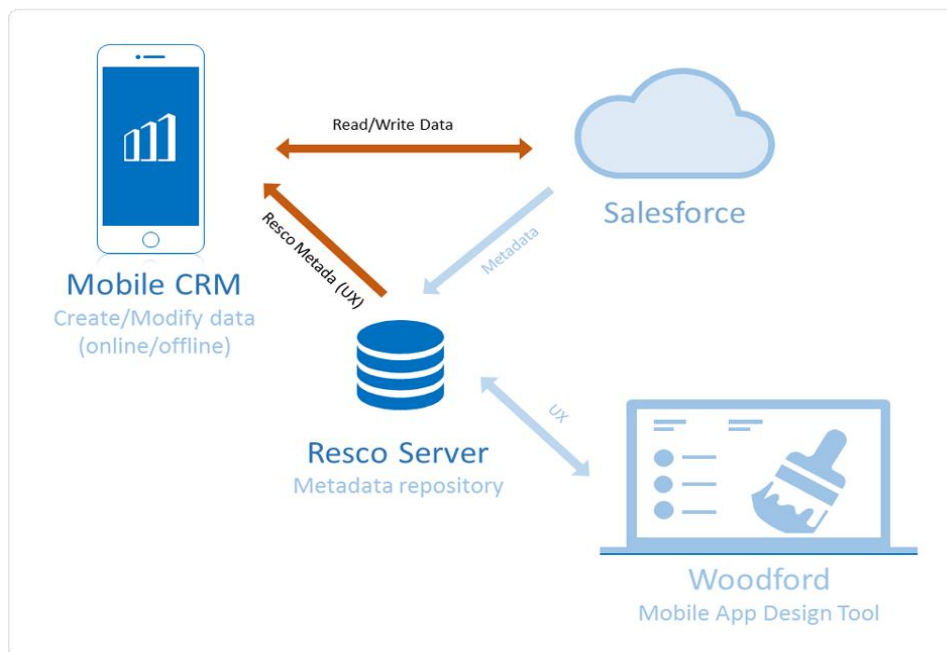 Read/Write Data
Salesforce
Metadata
Resco Metada (UX)
Mobile CRM
Create/Modify data
(online/offline)
UX
Resco Server
Metadata repository
Woodford
Mobile App Design Tool